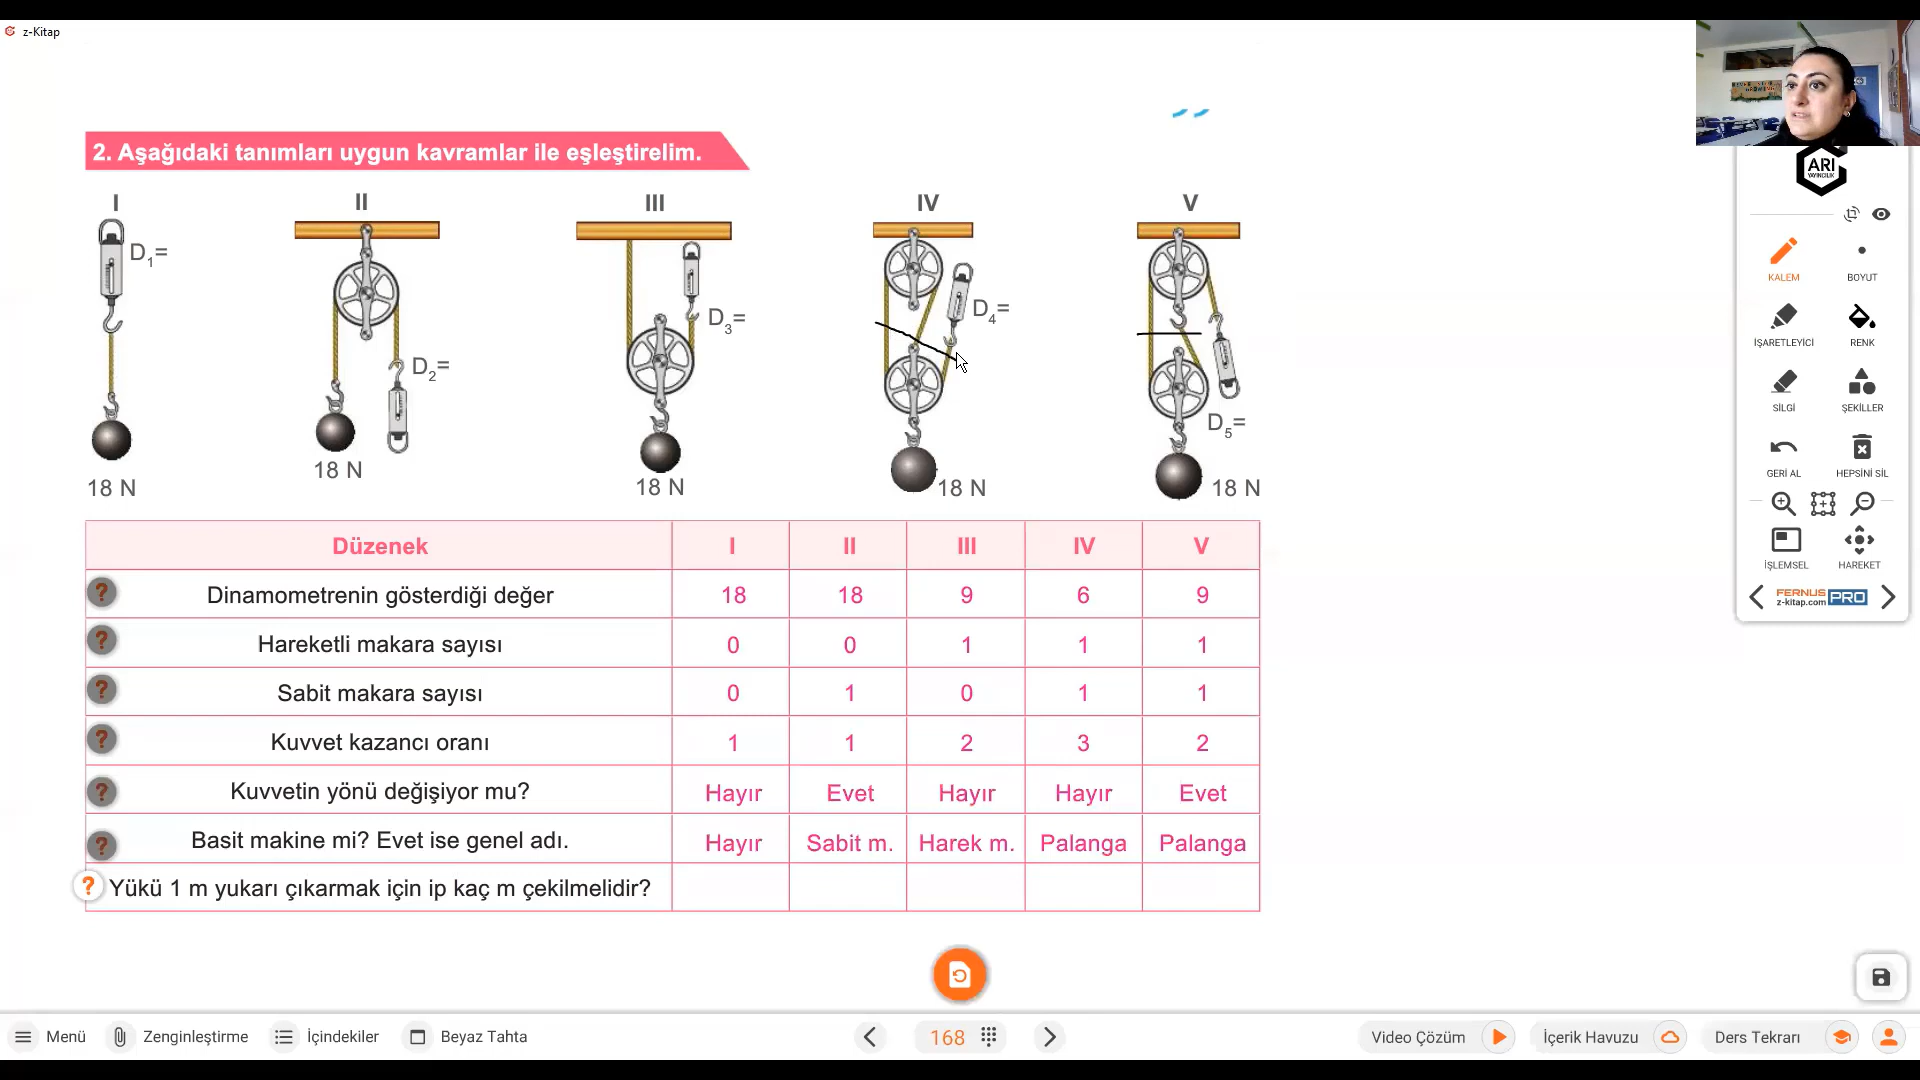 z-Kitap
2. Aşağıdaki tanımları uygun kavramlar ile eşleştirelim.
I II III IV V
D1=
D2=
D3=
D4=
D5=
18 N
18 N
18 N
18 N
18 N
Düzenek I II III IV V
? Dinamometrenin gösterdiği değer 18 18 9 6 9
? Hareketli makara sayısı 0 0 1 1 1
? Sabit makara sayısı 0 1 0 1 1
? Kuvvet kazancı oranı 1 1 2 3 2
? Kuvvetin yönü değişiyor mu? Hayır Evet Hayır Hayır Evet
? Basit makine mi? Evet ise genel adı. Hayır Sabit m. Harek m. Palanga Palanga
? Yükü 1 m yukarı çıkarmak için ip kaç m çekilmelidir?
ARI
YAYINCILIK
KALEM BOYUT
İŞARETLEYİCİ RENK
SİLGİ ŞEKİLLER
GERİ AL HEPSİNİ SİL
İŞLEMSEL HAREKET
FERNUS
z-kitap.com PRO
Menü Zenginleştirme İçindekiler Beyaz Tahta 168 Video Çözüm İçerik Havuzu Ders Tekrarı